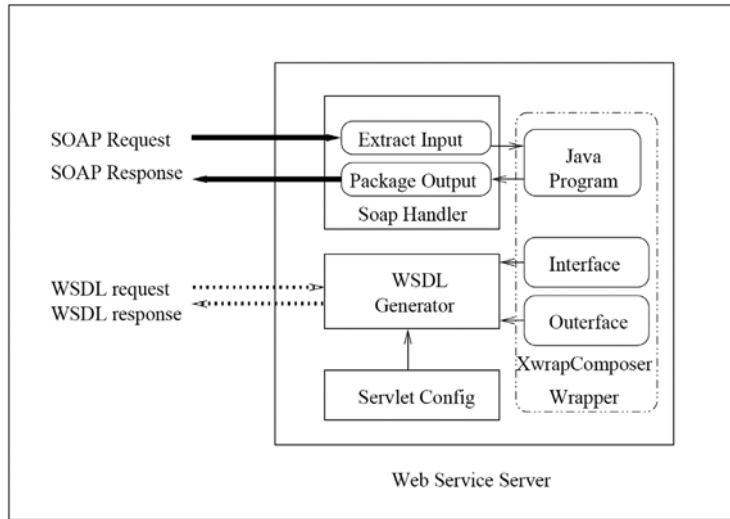 SOAP Request
SOAP Response
Extract Input
Package Output
Soap Handler
Java
Program
WSDL request
WSDL response
WSDL
Generator
Interface
Outerface
XwrapComposer
Wrapper
Servlet Config
Web Service Server